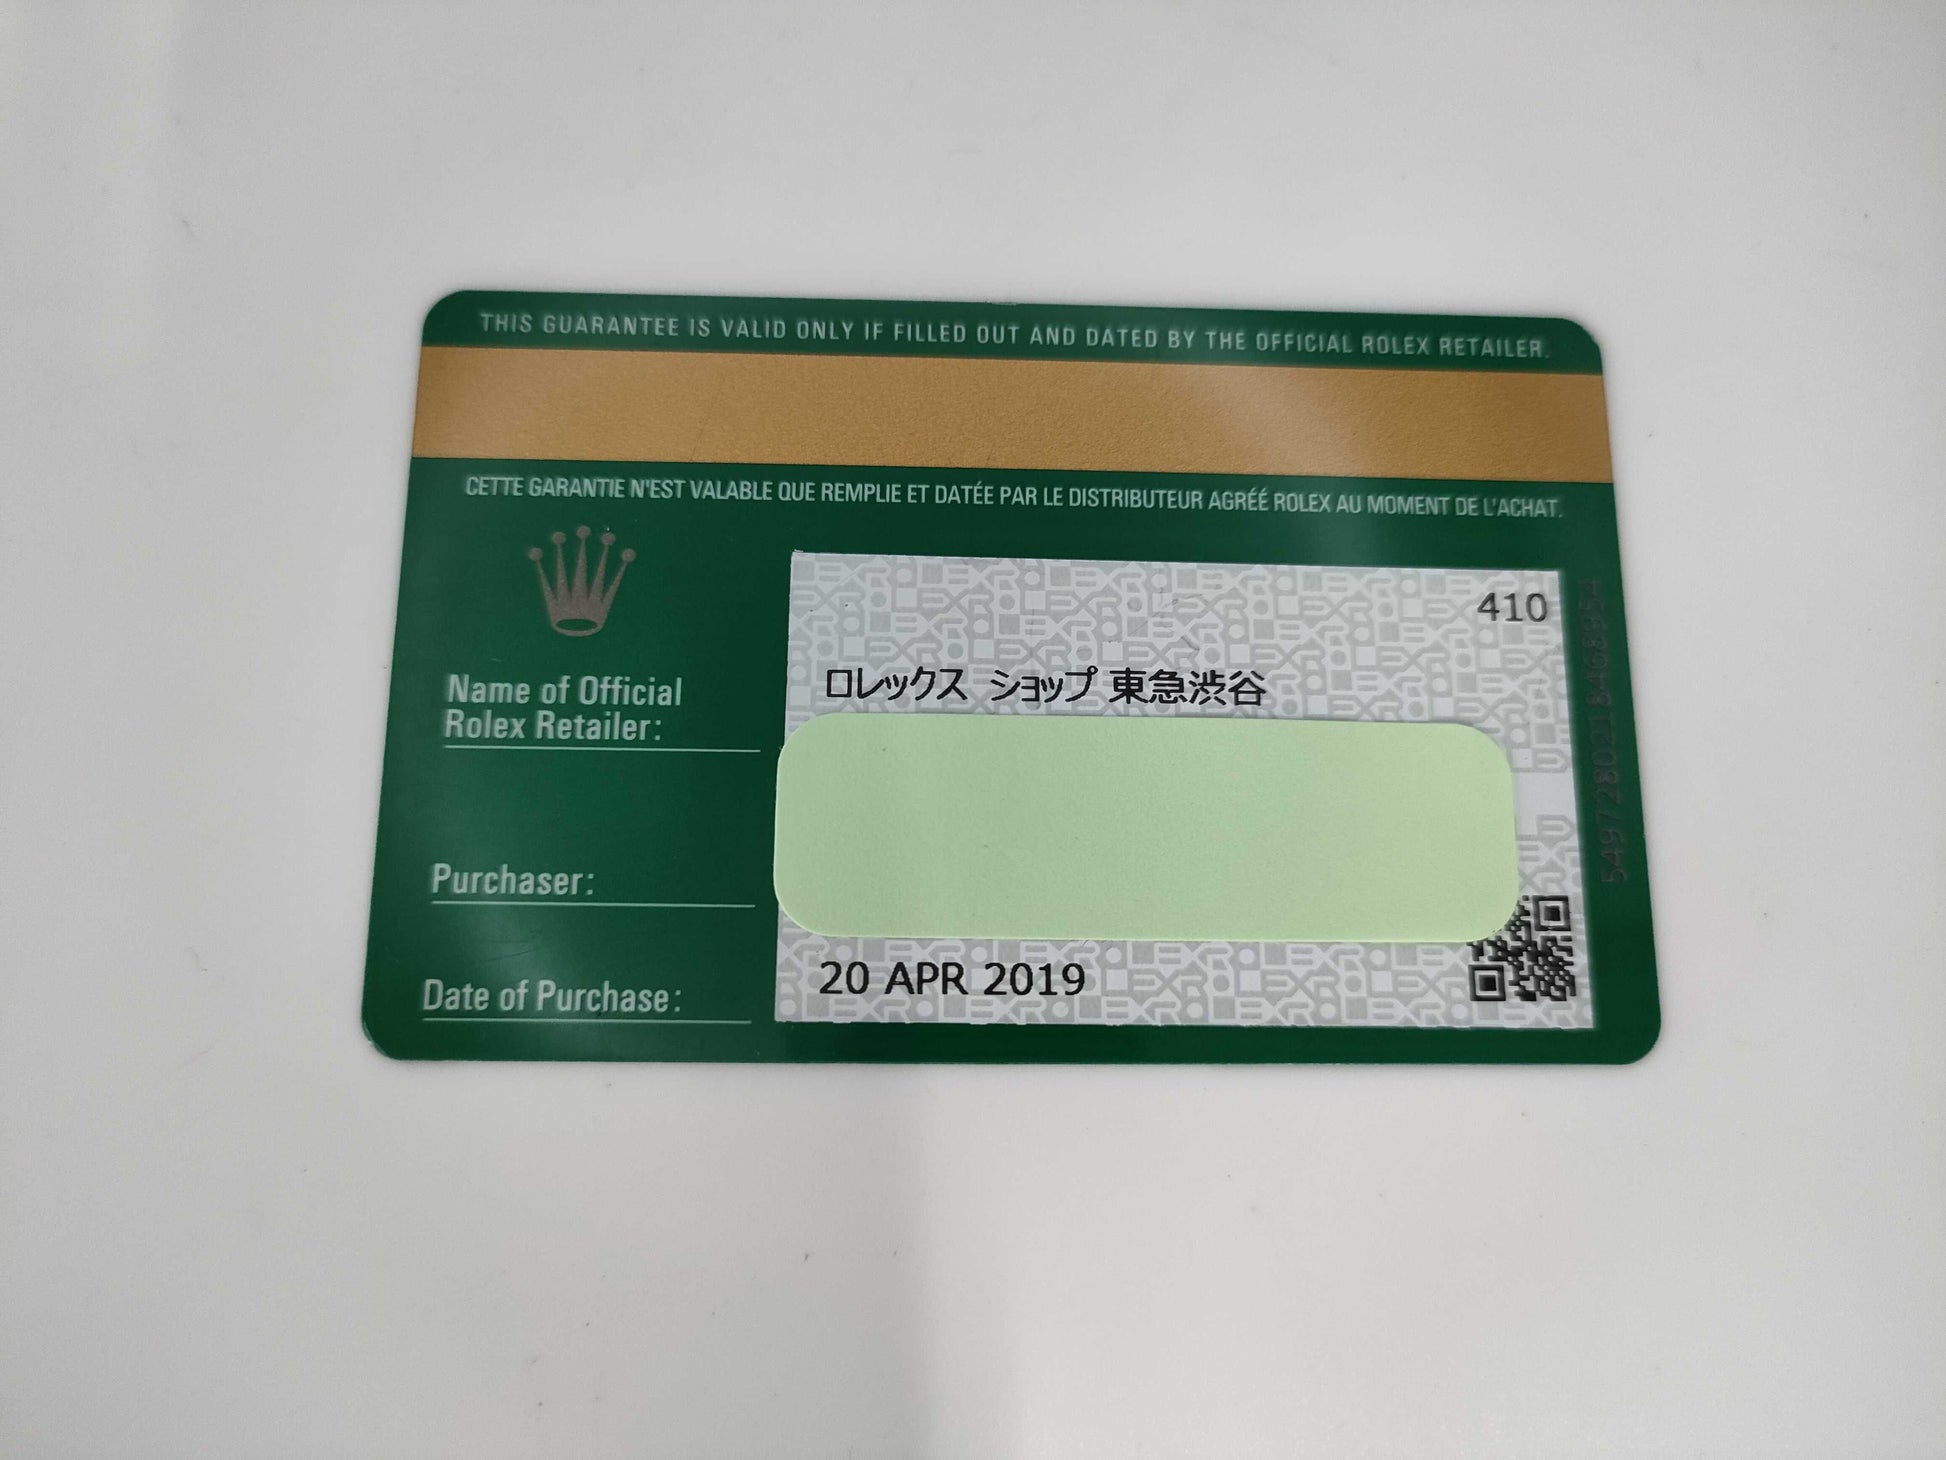 THIS GUARANTEE IS VALID ONLY IF FILLED OUT AND DATED BY THE OFFICIAL ROLEX RETAILER.
CETTE GARANTIE N'EST VALABLE QUE REMPLIE ET DATÉE PAR LE DISTRIBUTEUR AGRÉÉ ROLEX AU MOMENT DE L'ACHAT.
410
Name of Official
Rolex Retailer:
ロレックス ショップ 東急渋谷
Purchaser:
Date of Purchase:
20 APR 2019